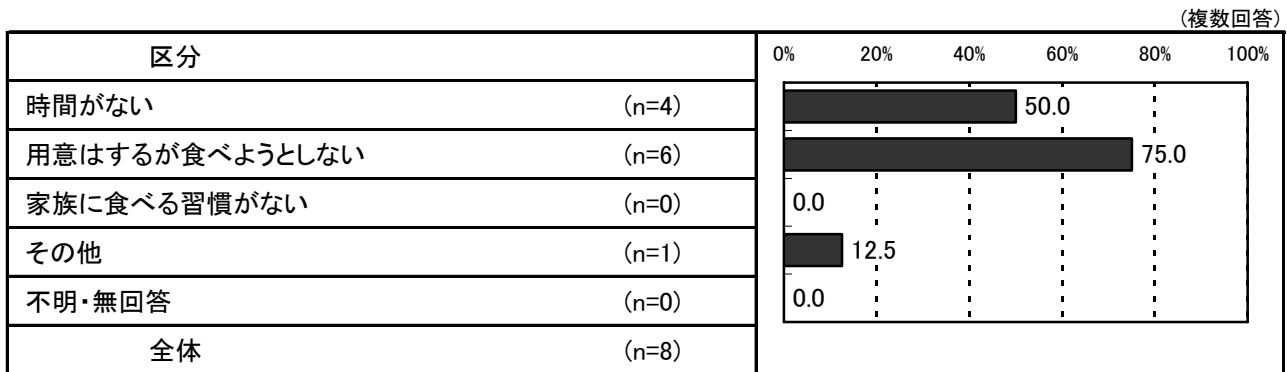 （複数回答）
区分 0% 20% 40% 60% 80% 100%
時間がない (n=4) 50.0
用意はするが食べようとしない (n=6) 75.0
家族に食べる習慣がない (n=0) 0.0
その他 (n=1) 12.5
不明・無回答 (n=0) 0.0
全体 (n=8)